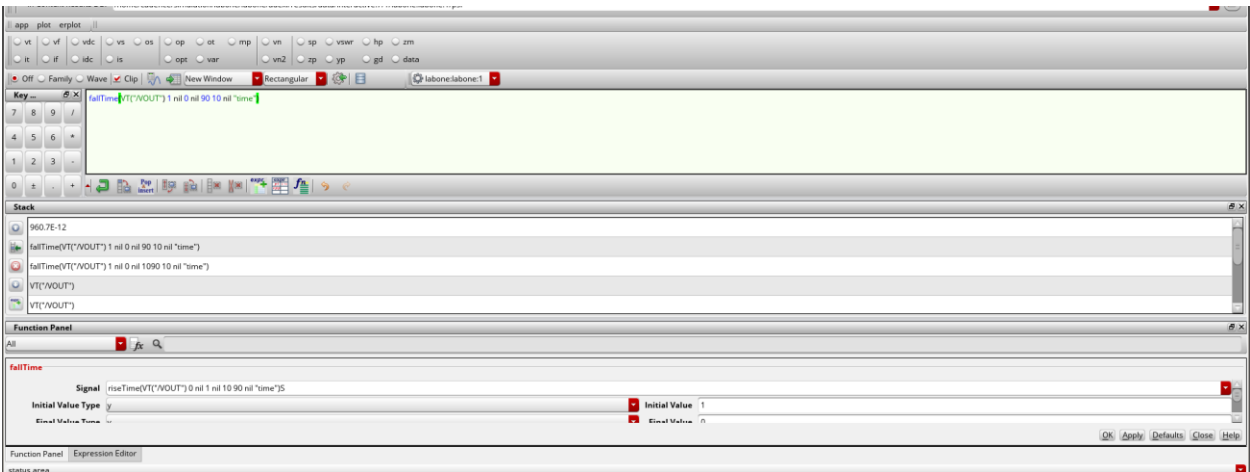 app plot erplot
vt vf vdc vs os op ot mp vn sp vswr hp zm
it if idc is opt var vn2 zp yp gd data
Off Family Wave Clip New Window Rectangular labone:labone:1
Key ...
fallTime(VT("/VOUT") 1 nil 0 nil 90 10 nil "time")
7 8 9 /
4 5 6 *
1 2 3 -
0 ± . +
Stack
960.7E-12
fallTime(VT("/VOUT") 1 nil 0 nil 90 10 nil "time")
fallTime(VT("/VOUT") 1 nil 0 nil 1090 10 nil "time")
VT("/VOUT")
VT("/VOUT")
Function Panel
All
fallTime
Signal riseTime(VT("/VOUT") 0 nil 1 nil 10 90 nil "time")S
Initial Value Type y Initial Value 1
Final Value Type y Final Value 0
OK Apply Defaults Close Help
Function Panel Expression Editor
status area